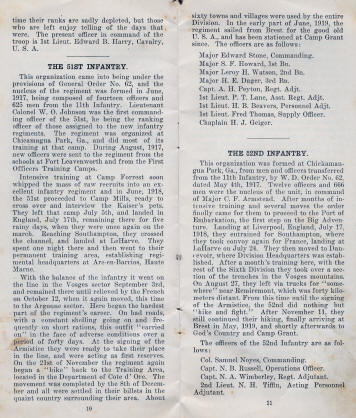 time their ranks are sadly depleted, but those
who are left enjoy telling of the days that
were. The present officer in command of the
troop is 1st Lieut. Edward B. Harry, Cavalry,
U. S. A.
THE 51ST INFANTRY.
This organization came into being under the
provisions of General Order No. 62, and the
nucleus of the regiment was formed in June,
1917, being composed of fourteen officers and
625 men from the 11th Infantry. Lieutenant
Colonel W. O. Johnson was the first command-
ing officer of the 51st, he being the ranking
officer of those assigned to the new infantry
regiments. The regiment was organized at
Chicamaugua Park, Ga., and did most of its
training at that camp. During August, 1917,
new officers were sent to the regiment from the
schools at Fort Leavenworth and from the First
Officers Training Camps.
Intensive training at Camp Forrest soon
whipped the mass of raw recruits into an ex-
cellent infantry regiment and in June, 1918,
the 51st proceeded to Camp Mills, ready to
cross over and interview the Kaiser's pets.
They left that camp July 5th, and landed in
England, July 17th, remaining there for five
rainy days, when they were once again on the
march. Reaching Southampton, they crossed
the channel, and landed at LeHavre. They
spent one night there and then went to their
permanent training area, establishing regi-
mental headquarters at Arc-en-Barrios, Haute
Marne.
With the balance of the infantry it went on
the line in the Vosges sector September 3rd,
and remained there until relieved by the French
on October 12, when it again moved, this time
to the Argonne sector. Here began the hardest
part of the regiment's career. On bad roads,
with a constant drizzling going on and fre-
quently on short rations, this outfit "carried
on" in the face of adverse conditions over a
period of forty days. At the signing of the
Armistice they were ready to take their place
in the line, and were acting as first reserves.
On the 21st of November the regiment again
began a "hike" back to the Training Area,
located in the Department of Cote d' Ore. The
movement was completed by the 8th of Decem-
ber and all were settled in their billets in the
quaint country surrounding their area. About
10
sixty towns and villages were used by the entire
Division. In the early part of June, 1919, the
regiment sailed from Brest for the good old
U. S. A., and has been stationed at Camp Grant
since. The officers are as follows:
Major Edward Stone, Commanding.
Major S. F. Howard, 1st Bn.
Major Leroy H. Watson, 2nd Bn.
Major H. E. Dager, 3rd Bn.
Capt. A. H. Peyton, Regt. Adjt.
1st Lieut. P. T. Lane, Asst. Regt. Adjt.
1st Lieut. H. B. Beavers, Personnel Adjt.
1st Lieut. Fred Thomas, Supply Officer.
Chaplain H. J. Geiger.
THE 52ND INFANTRY.
This organization was formed at Chickamau-
gua Park, Ga., from men and officers transferred
from the 11th Infantry, by W. D. Order No. 62,
dated May 4th, 1917. Twelve officers and 666
men were the nucleus of the unit, in command
of Major C. F. Armistead. After months of in-
tensive training and several moves the order
finally came for them to proceed to the Port of
Embarkation, the first step on the Big Adven-
ture. Landing at Liverpool, England, July 17,
1918, they entrained for Southampton, where
they took convoy again for France, landing at
LeHavre on July 24. They then moved to Dan-
cevoir, where Division Headquarter was estab-
lished. After a month's training here, with the
rest of the Sixth Division they took over a sec-
tion of the trenches in the Vosges mountains.
On August 27, they left via trucks for "some-
where" near Remiremont, which was forty kilo-
meters distant. From this time until the signing
of the Armistice, the 52nd did nothing but
"hike and fight." After November 11, they
still continued their hiking, finally arriving at
Brest in May, 1919, and shortly afterwards to
God's Country and Camp Grant.
The officers of the 52nd Infantry are as fol-
lows:
Col. Samuel Noyes, Commanding.
Capt. N. B. Russell, Operations Officer.
Capt. N. A. Wimberley, Regt. Adjutant.
2nd Lieut. N. H. Tiffin, Acting Personnel
Adjutant.
11